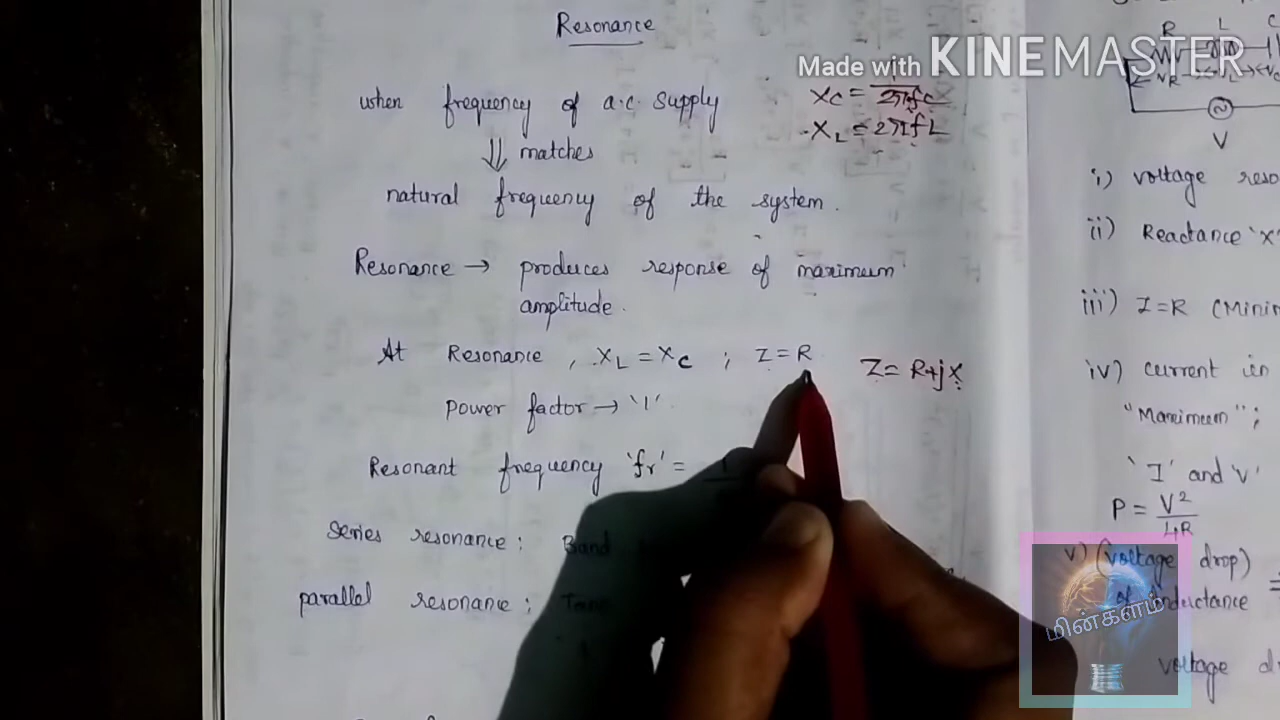 Resonance
when frequency of a.c. supply
⇓ matches
natural frequency of the system.
Resonance → produces response of maximum
amplitude.
At Resonance, XL = XC ; Z = R
power factor → '1'.
Resonant frequency 'fr' = 1
Series resonance: Band
parallel resonance:
XC = 1/2πfC
XL = 2πfL
Z = R+jX
Made with KINEMASTER
R L C
VR
V
i) voltage
ii) Reactance 'X'
iii) Z=R
iv) current in
"Maximum";
'I' and 'V'
P = V²/4R
v) (voltage drop)
of inductance
voltage
மின்களம்